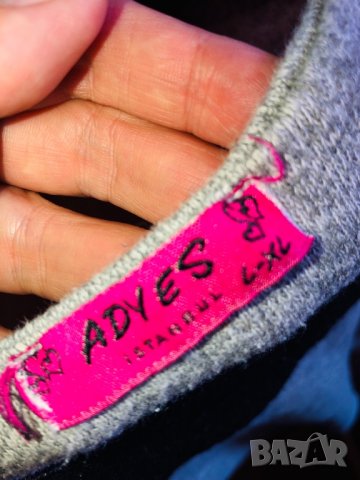 ADYES
ISTANBUL
L-XL
BAZAR